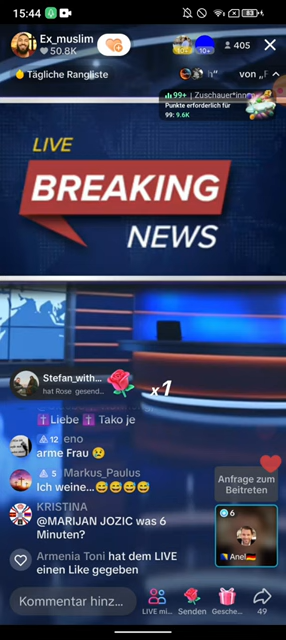 15:44
83
Ex_muslim
50.8K
10+
10+
405
Tägliche Rangliste
von „F
99+ | Zuschauer*innen
Punkte erforderlich für
99: 9.6K
LIVE
BREAKING
NEWS
Stefan_with...
hat Rose gesend...
x1
Liebe Tako je
12 eno
arme Frau
5 Markus_Paulus
Ich weine...
KRISTINA
@MARIJAN JOZIC was 6
Minuten?
Anfrage zum
Beitreten
6
Anel
Armenia Toni hat dem LIVE
einen Like gegeben
Kommentar hinz...
LIVE mi...
Senden
Gesche...
49